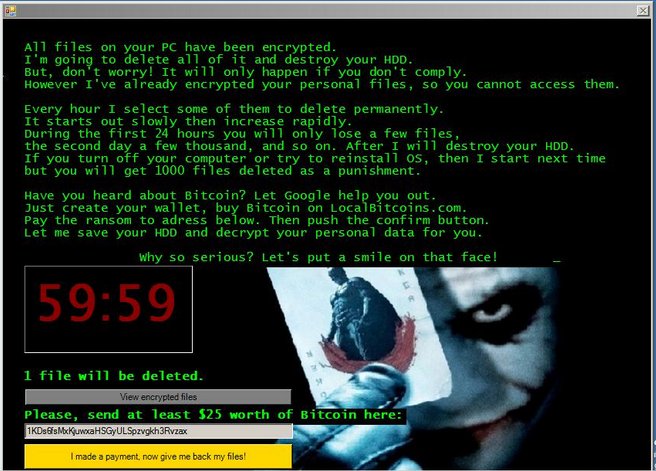 All files on your PC have been encrypted.
I'm going to delete all of it and destroy your HDD.
But, don't worry! It will only happen if you don't comply.
However I've already encrypted your personal files, so you cannot access them.
Every hour I select some of them to delete permanently.
It starts out slowly then increase rapidly.
During the first 24 hours you will only lose a few files,
the second day a few thousand, and so on. After I will destroy your HDD.
If you turn off your computer or try to reinstall OS, then I start next time
but you will get 1000 files deleted as a punishment.
Have you heard about Bitcoin? Let Google help you out.
Just create your wallet, buy Bitcoin on LocalBitcoins.com.
Pay the ransom to adress below. Then push the confirm button.
Let me save your HDD and decrypt your personal data for you.
Why so serious? Let's put a smile on that face! _
59:59
1 file will be deleted.
View encrypted files
Please, send at least $25 worth of Bitcoin here:
I made a payment, now give me back my files!